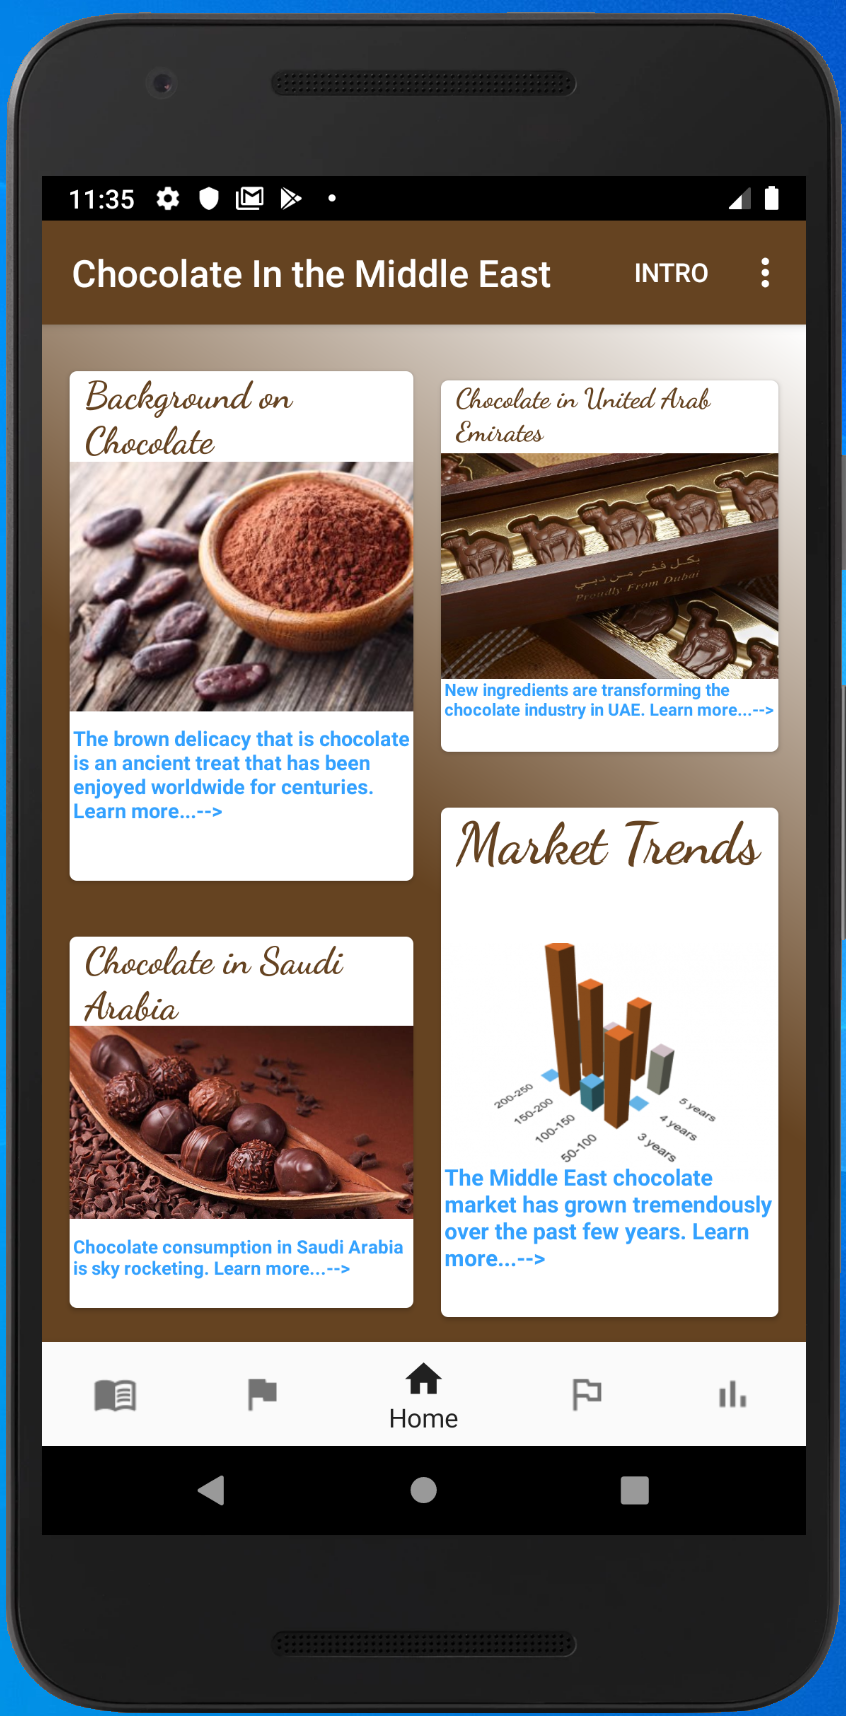 11:35
Chocolate In the Middle East
INTRO
Background on
Chocolate
The brown delicacy that is chocolate
is an ancient treat that has been
enjoyed worldwide for centuries.
Learn more...-->
Chocolate in United Arab
Emirates
بكل فخر من دبي
Proudly From Dubai
New ingredients are transforming the
chocolate industry in UAE. Learn more...-->
Chocolate in Saudi
Arabia
Chocolate consumption in Saudi Arabia
is sky rocketing. Learn more...-->
Market Trends
200-250
150-200
100-150
50-100
5 years
4 years
3 years
The Middle East chocolate
market has grown tremendously
over the past few years. Learn
more...-->
Home